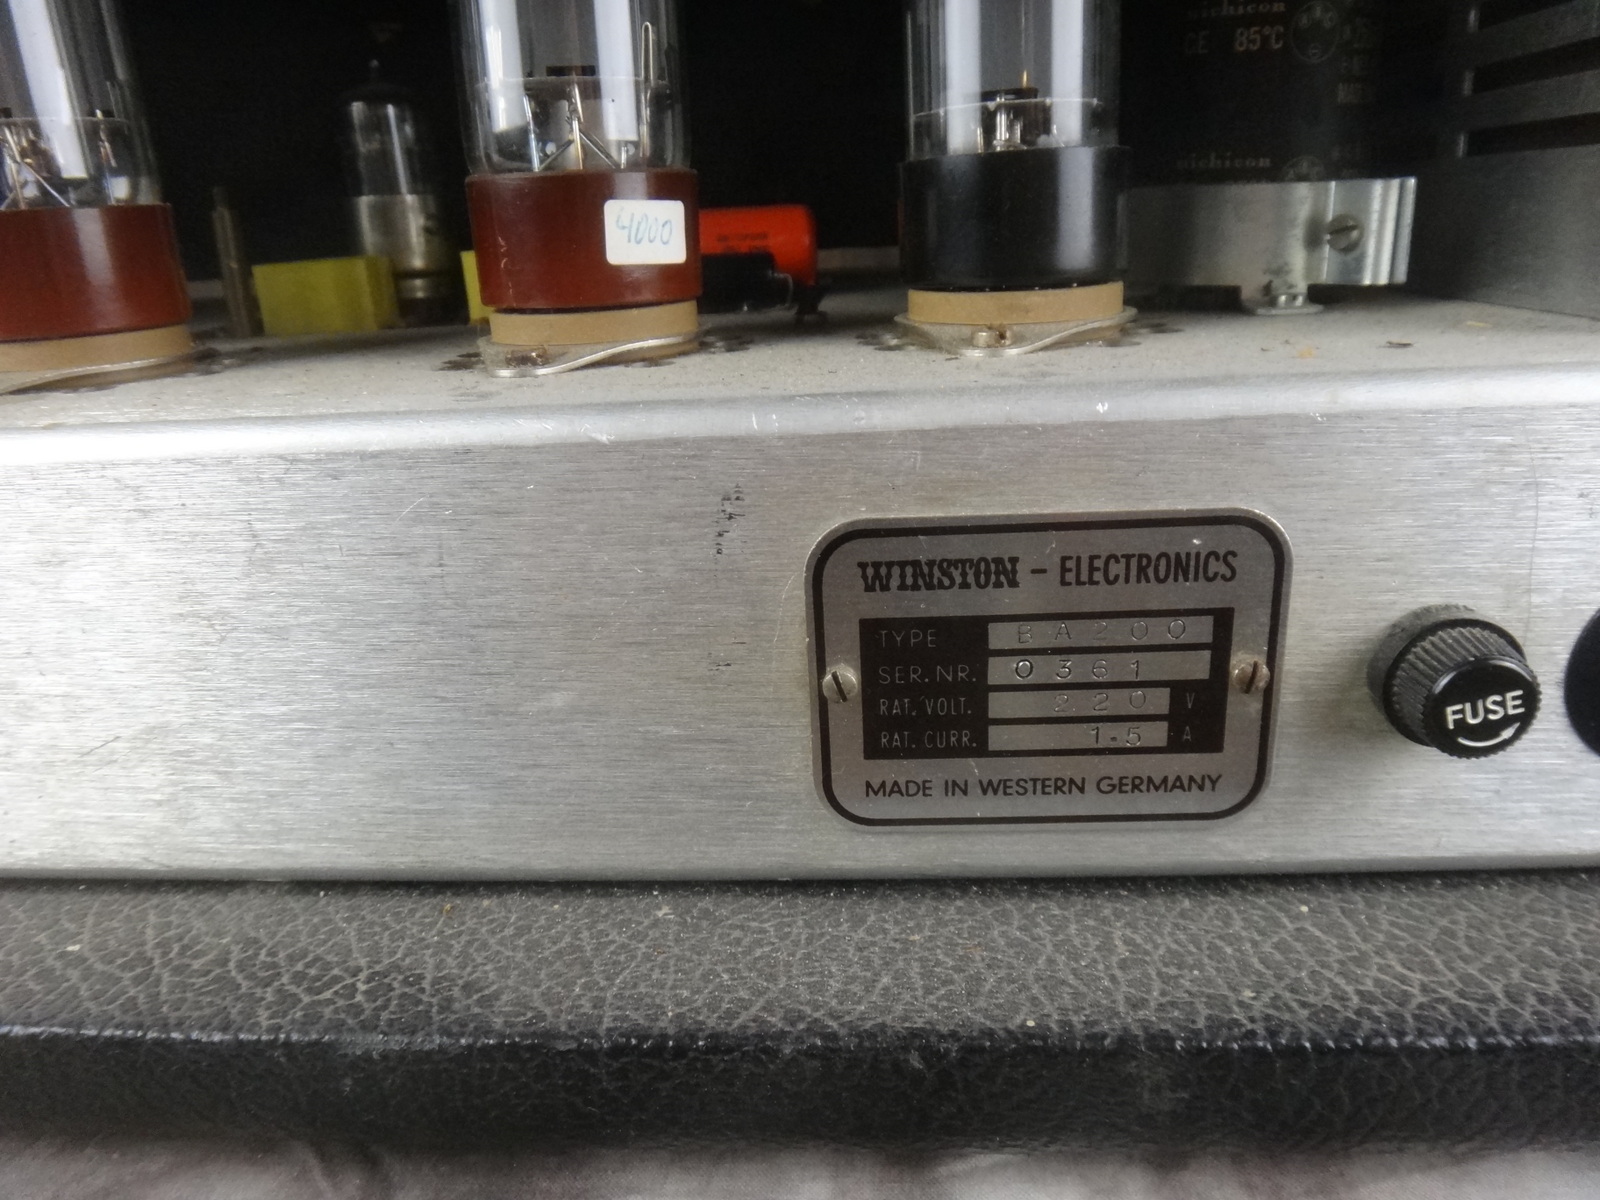 nichicon
CE 85°C
nichicon
4000
WINSTON - ELECTRONICS
TYPE BA200
SER. NR. 0361
RAT. VOLT. 220 V
RAT. CURR. 1.5 A
MADE IN WESTERN GERMANY
FUSE